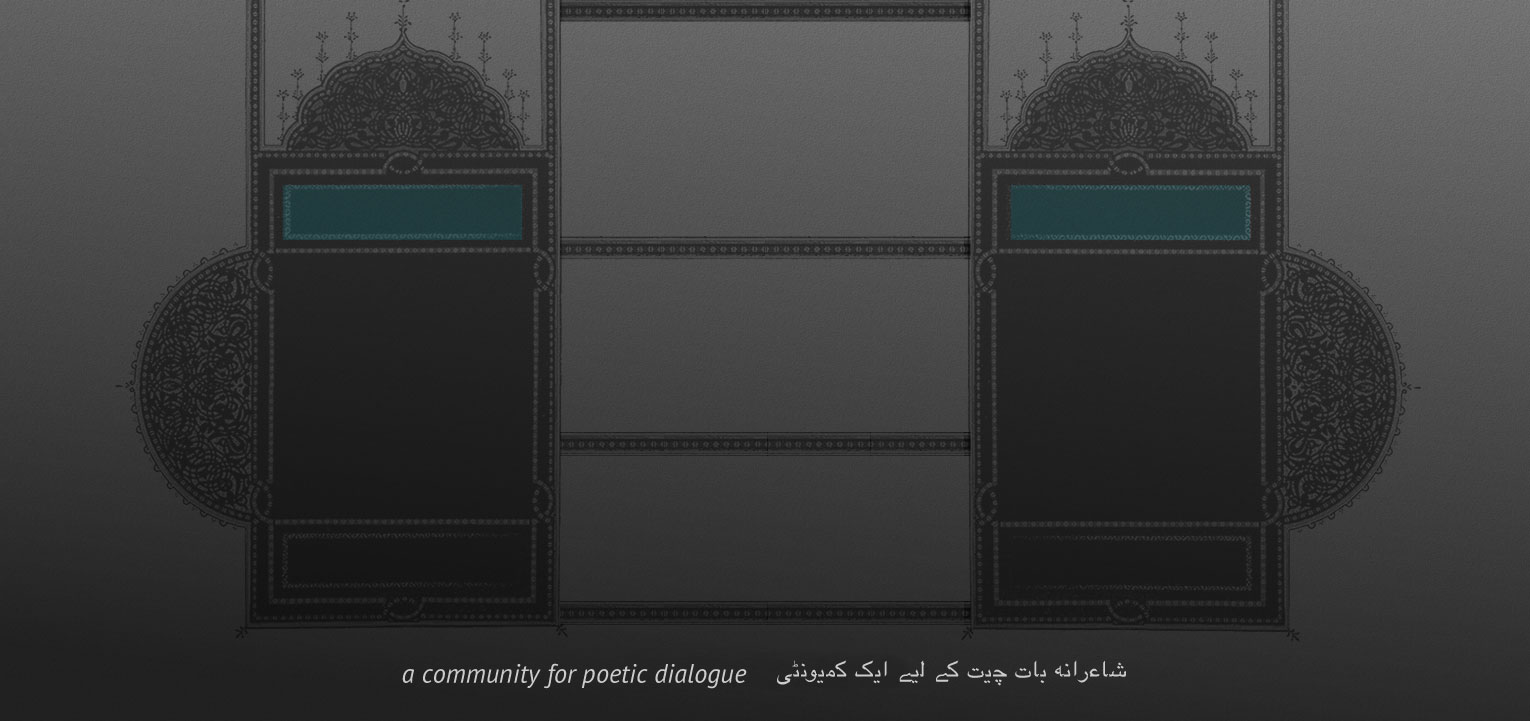 a community for poetic dialogue شاعرانہ بات چیت کے لیے ایک کمیونٹی